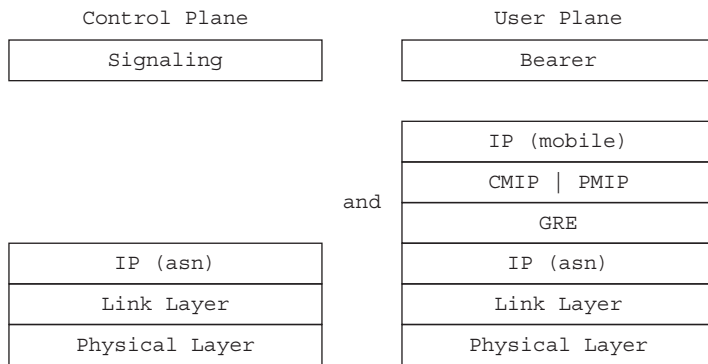 Control Plane
User Plane
Signaling
Bearer
IP (mobile)
CMIP | PMIP
and
GRE
IP (asn)
IP (asn)
Link Layer
Link Layer
Physical Layer
Physical Layer